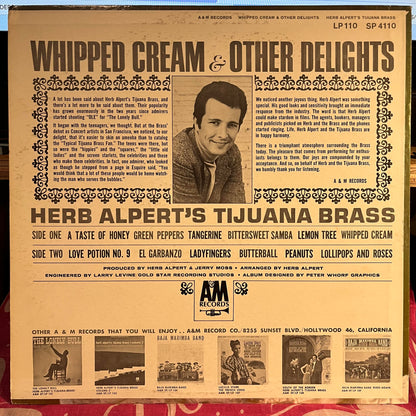 A & M RECORDS WHIPPED CREAM & OTHER DELIGHTS HERB ALPERT'S TIJUANA BRASS
LP110 SP 4110
WHIPPED CREAM & OTHER DELIGHTS
A lot has been said about Herb Alpert's Tijuana Brass, and
there's a lot more to be said about them. Their popularity
has grown enormously in the two years since admirers
started shouting "OLE" for "The Lonely Bull."
It began with the teenagers, we thought. But at the Brass'
debut as Concert artists in San Francisco, we noticed, to our
delight, that it's easier to skin an amoeba than to catalog
the "Typical Tijuana Brass Fan." The teens were there, but
so were the "hippies" and the "squares," the "little old
ladies" and the soccer starlets, the celebrities and these
who make them celebrities. In fact, one admirer, who looked
as though he stepped from a page in Esquire said, "You
would think that a lot of these people would be home watch-
ing the man who serves the bubbles."
We noticed another joyous thing. Herb Alpert was something
special. His good looks and sensitivity brought an immediate
response from the industry. The word is that Herb Alpert
could make stardom in films. The agents, bookers, managers
and publicists picked on Herb and the Brass and the phones
started ringing. Life, Herb Alpert and the Tijuana Brass are
in happy harmony.
There is a triumphant atmosphere surrounding the Brass
today. The pleasure that comes from performing for enthusi-
asts belongs to them. Our joys are compounded by your
acceptance. And so, on behalf of Herb and the Tijuana Brass,
we humbly thank you for listening.
A & M RECORDS
HERB ALPERT'S TIJUANA BRASS
SIDE ONE A TASTE OF HONEY GREEN PEPPERS TANGERINE BITTERSWEET SAMBA LEMON TREE WHIPPED CREAM
SIDE TWO LOVE POTION NO. 9 EL GARBANZO LADYFINGERS BUTTERBALL PEANUTS LOLLIPOPS AND ROSES
PRODUCED BY HERB ALPERT & JERRY MOSS • ARRANGED BY HERB ALPERT
ENGINEERED BY LARRY LEVINE GOLD STAR RECORDING STUDIOS • ALBUM DESIGNED BY PETER WHORF GRAPHICS
A&M
RECORDS
OTHER A & M RECORDS THAT YOU WILL ENJOY... A&M RECORD CO. / 8255 SUNSET BLVD. HOLLYWOOD 46, CALIFORNIA
THE LONELY BULL
BAJA MARIMBA BAND
THE LONELY BULL